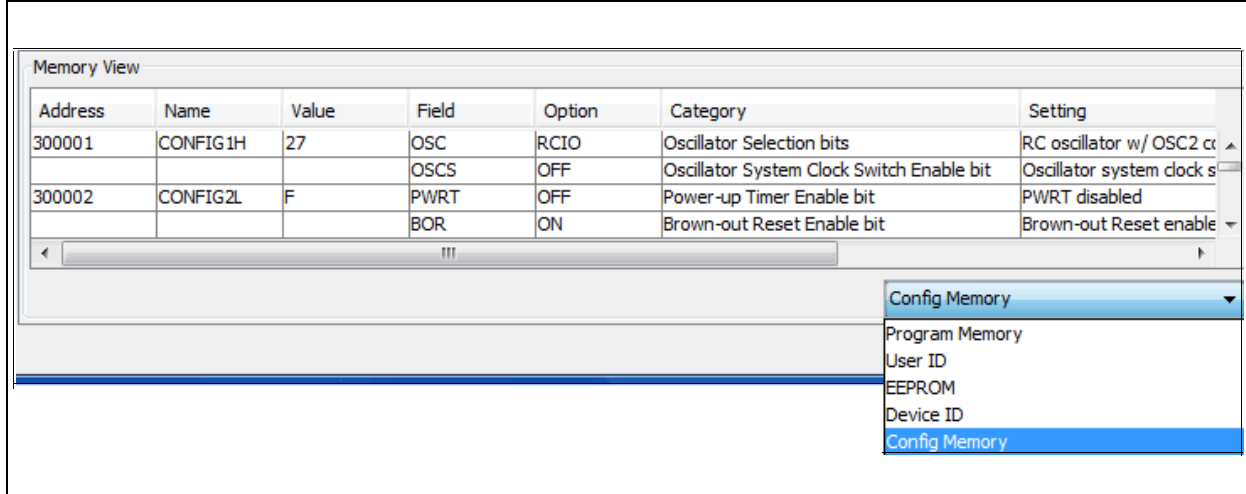 Memory View
Address Name Value Field Option Category Setting
300001 CONFIG1H 27 OSC RCIO Oscillator Selection bits RC oscillator w/ OSC2
OSCS OFF Oscillator System Clock Switch Enable bit Oscillator system clock s
300002 CONFIG2L F PWRT OFF Power-up Timer Enable bit PWRT disabled
BOR ON Brown-out Reset Enable bit Brown-out Reset enable
Config Memory
Program Memory
User ID
EEPROM
Device ID
Config Memory